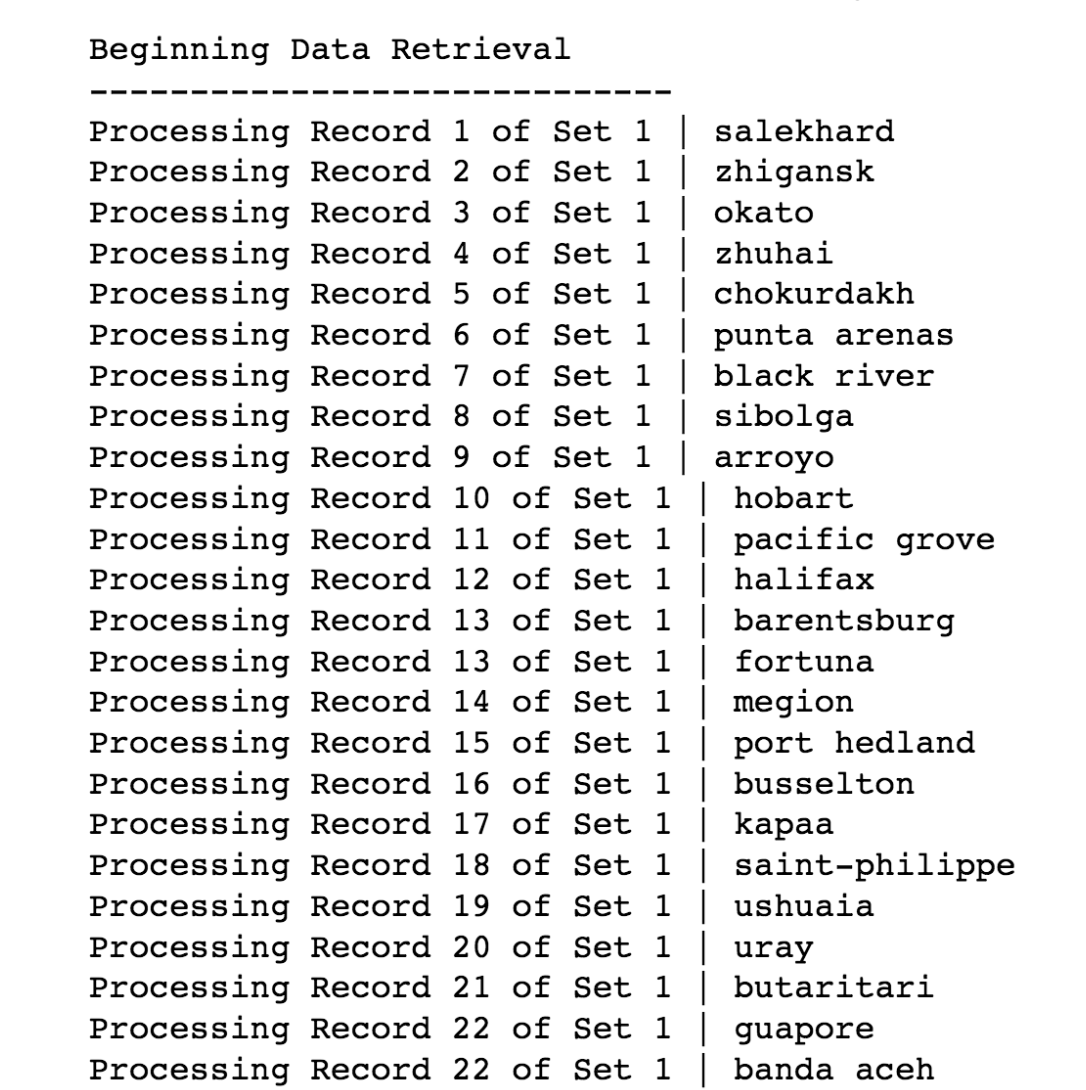 Beginning Data Retrieval
-----------------------------
Processing Record 1 of Set 1 | salekhard
Processing Record 2 of Set 1 | zhigansk
Processing Record 3 of Set 1 | okato
Processing Record 4 of Set 1 | zhuhai
Processing Record 5 of Set 1 | chokurdakh
Processing Record 6 of Set 1 | punta arenas
Processing Record 7 of Set 1 | black river
Processing Record 8 of Set 1 | sibolga
Processing Record 9 of Set 1 | arroyo
Processing Record 10 of Set 1 | hobart
Processing Record 11 of Set 1 | pacific grove
Processing Record 12 of Set 1 | halifax
Processing Record 13 of Set 1 | barentsburg
Processing Record 13 of Set 1 | fortuna
Processing Record 14 of Set 1 | megion
Processing Record 15 of Set 1 | port hedland
Processing Record 16 of Set 1 | busselton
Processing Record 17 of Set 1 | kapaa
Processing Record 18 of Set 1 | saint-philippe
Processing Record 19 of Set 1 | ushuaia
Processing Record 20 of Set 1 | uray
Processing Record 21 of Set 1 | butaritari
Processing Record 22 of Set 1 | guapore
Processing Record 22 of Set 1 | banda aceh